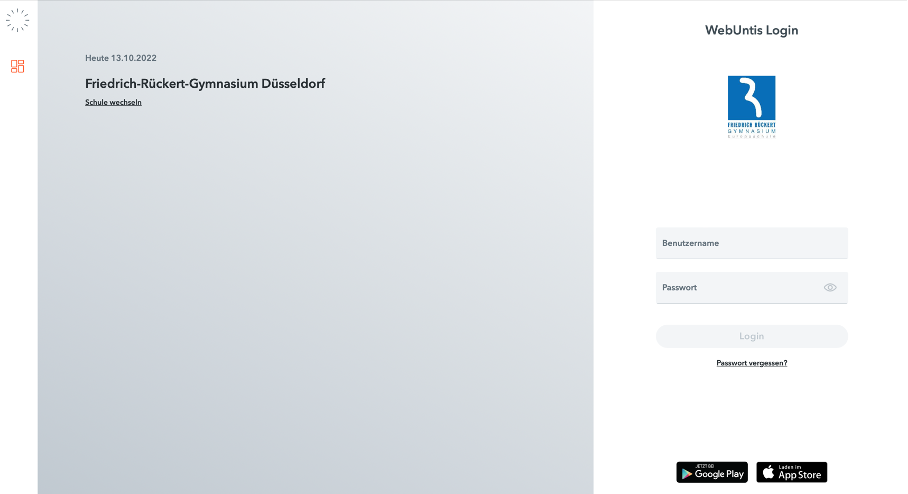 Heute 13.10.2022
Friedrich-Rückert-Gymnasium Düsseldorf
Schule wechseln
WebUntis Login
FRIEDRICH RÜCKERT
GYMNASIUM
Europaschule
Benutzername
Passwort
Login
Passwort vergessen?
JETZT BEI
Google Play
Laden im
App Store